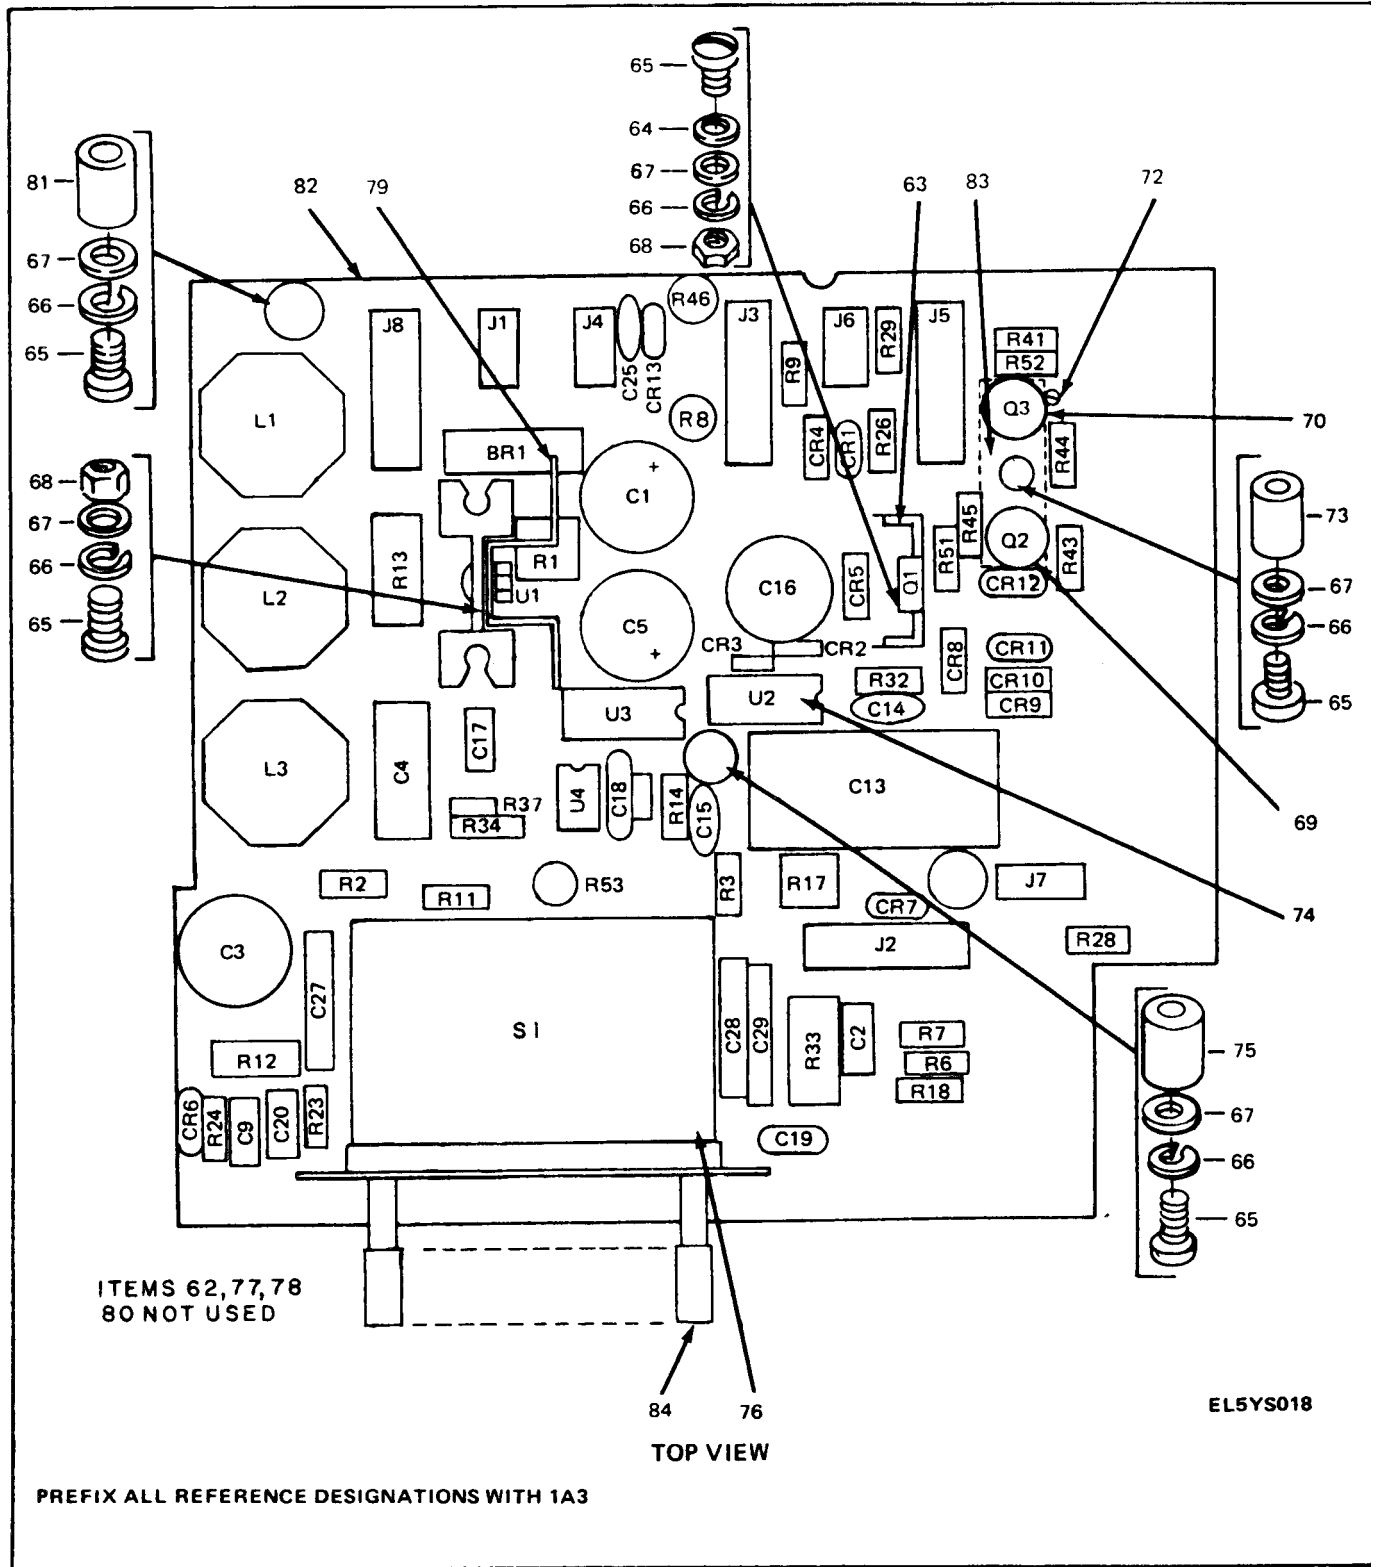 65
64
67
66
68
81
67
66
65
82
79
63
83
72
R46
J8
J1
J4
C25
CR13
J3
J6
R29
J5
R41
R52
R9
Q3
70
L1
R8
CR4
CR1
R26
R44
BR1
68
67
66
65
C1
+
73
67
66
65
R45
Q2
R51
R43
R13
R1
U1
L2
C16
CR5
Q1
CR12
C5
+
CR3
CR2
CR8
CR11
R32
CR10
CR9
U3
U2
C14
C17
L3
C4
C13
U4
C18
R14
C15
R37
R34
69
R2
R11
R53
R3
R17
J7
CR7
74
C3
J2
R28
C27
S1
C28
C29
R33
C2
R7
R6
R18
R12
75
67
66
65
CR6
R24
C9
C20
R23
C19
ITEMS 62,77,78
80 NOT USED
84
76
EL5YS018
TOP VIEW
PREFIX ALL REFERENCE DESIGNATIONS WITH 1A3